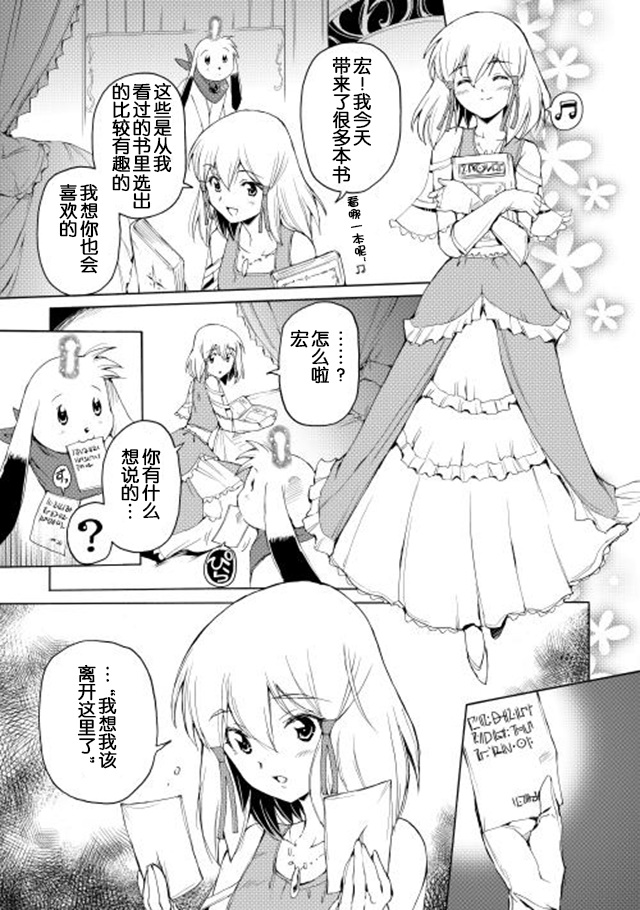 宏！我今天
带来了很多本书
看哪一本呢~♫
这些是从我
看过的书里选出
的比较有趣的
我想你也会
喜欢的
……？
怎么啦
宏
你有什么
想说的…
？
ぴら
…“我想我该
离开这里了”